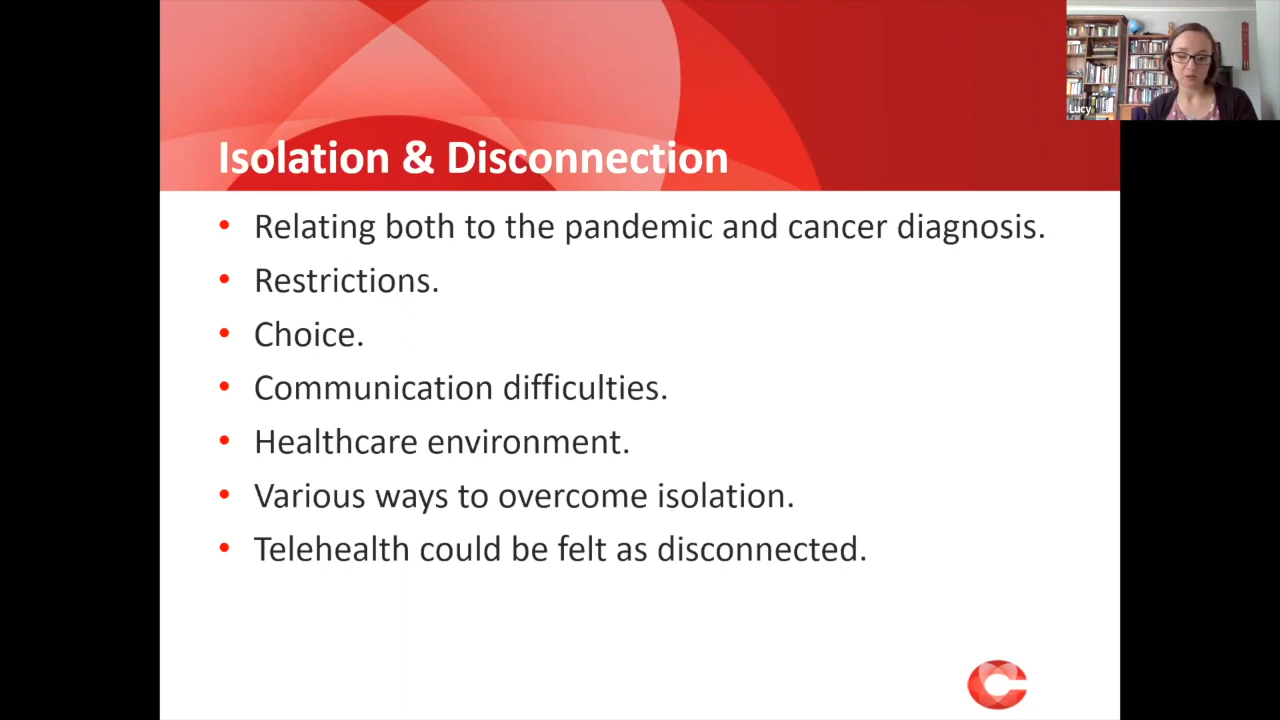 Lucy
Isolation & Disconnection
• Relating both to the pandemic and cancer diagnosis.
• Restrictions.
• Choice.
• Communication difficulties.
• Healthcare environment.
• Various ways to overcome isolation.
• Telehealth could be felt as disconnected.